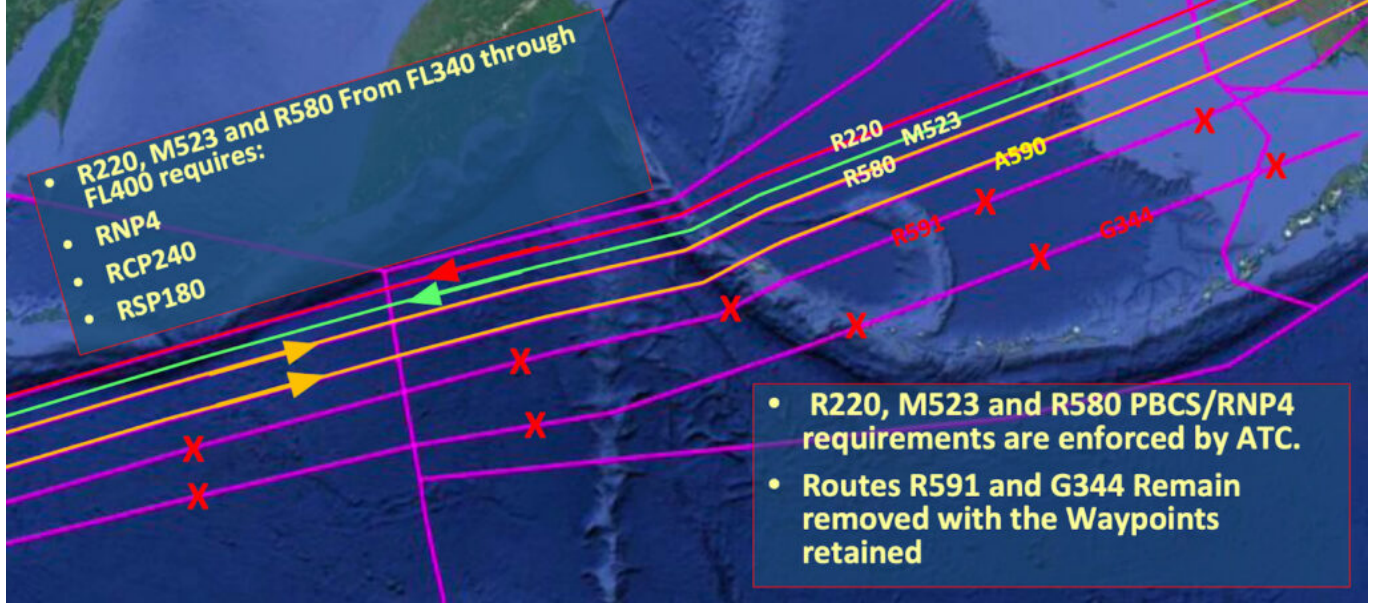 • R220, M523 and R580 From FL340 through
FL400 requires:
• RNP4
• RCP240
• RSP180
R220
M523
R580
A590
R591
G344
X
X
X
X
X
X
X
X
X
X
• R220, M523 and R580 PBCS/RNP4
requirements are enforced by ATC.
• Routes R591 and G344 Remain
removed with the Waypoints
retained